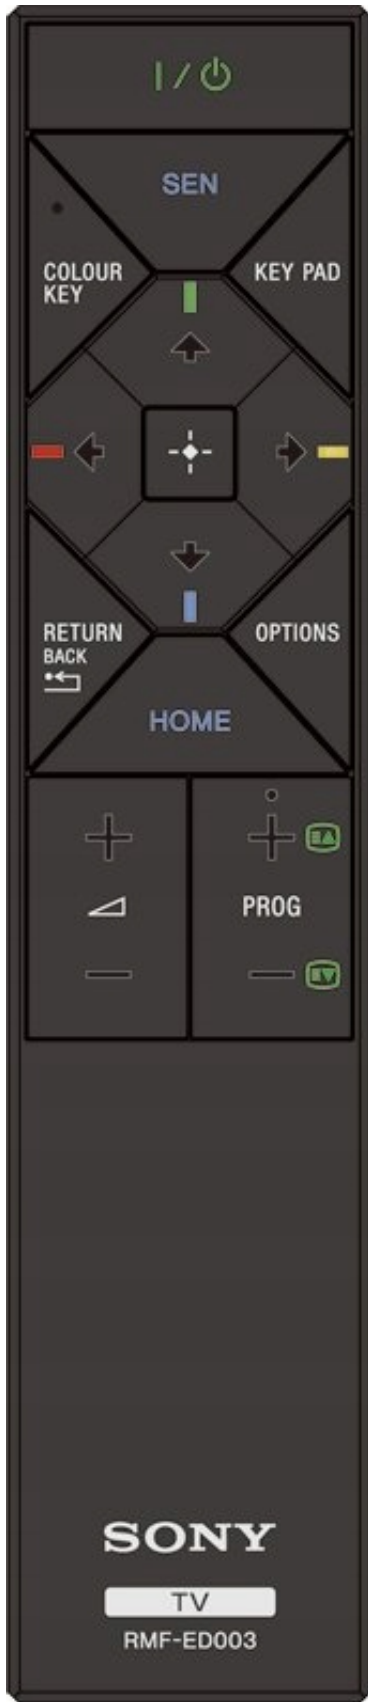 I / ⏻
SEN
COLOUR
KEY
KEY PAD
RETURN
BACK
OPTIONS
HOME
PROG
SONY
TV
RMF-ED003